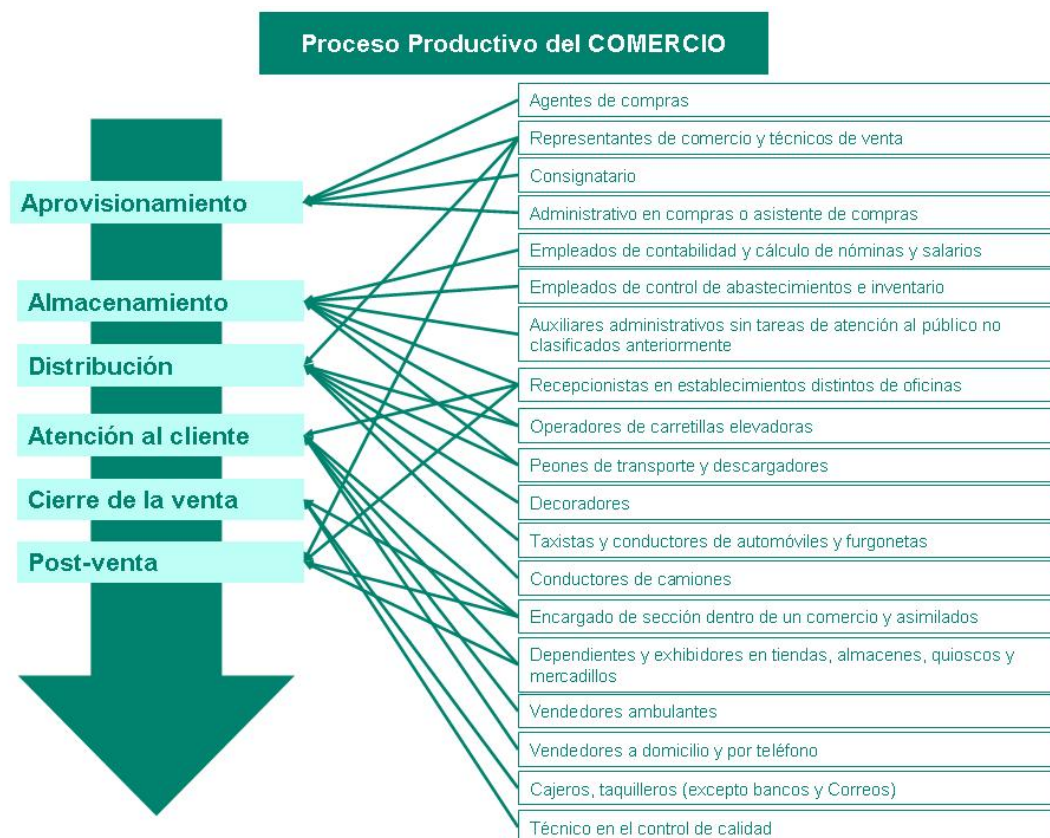 Proceso Productivo del COMERCIO
Aprovisionamiento
Almacenamiento
Distribución
Atención al cliente
Cierre de la venta
Post-venta
Agentes de compras
Representantes de comercio y técnicos de venta
Consignatario
Administrativo en compras o asistente de compras
Empleados de contabilidad y cálculo de nóminas y salarios
Empleados de control de abastecimientos e inventario
Auxiliares administrativos sin tareas de atención al público no
clasificados anteriormente
Recepcionistas en establecimientos distintos de oficinas
Operadores de carretillas elevadoras
Peones de transporte y descargadores
Decoradores
Taxistas y conductores de automóviles y furgonetas
Conductores de camiones
Encargado de sección dentro de un comercio y asimilados
Dependientes y exhibidores en tiendas, almacenes, quioscos y
mercadillos
Vendedores ambulantes
Vendedores a domicilio y por teléfono
Cajeros, taquilleros (excepto bancos y Correos)
Técnico en el control de calidad